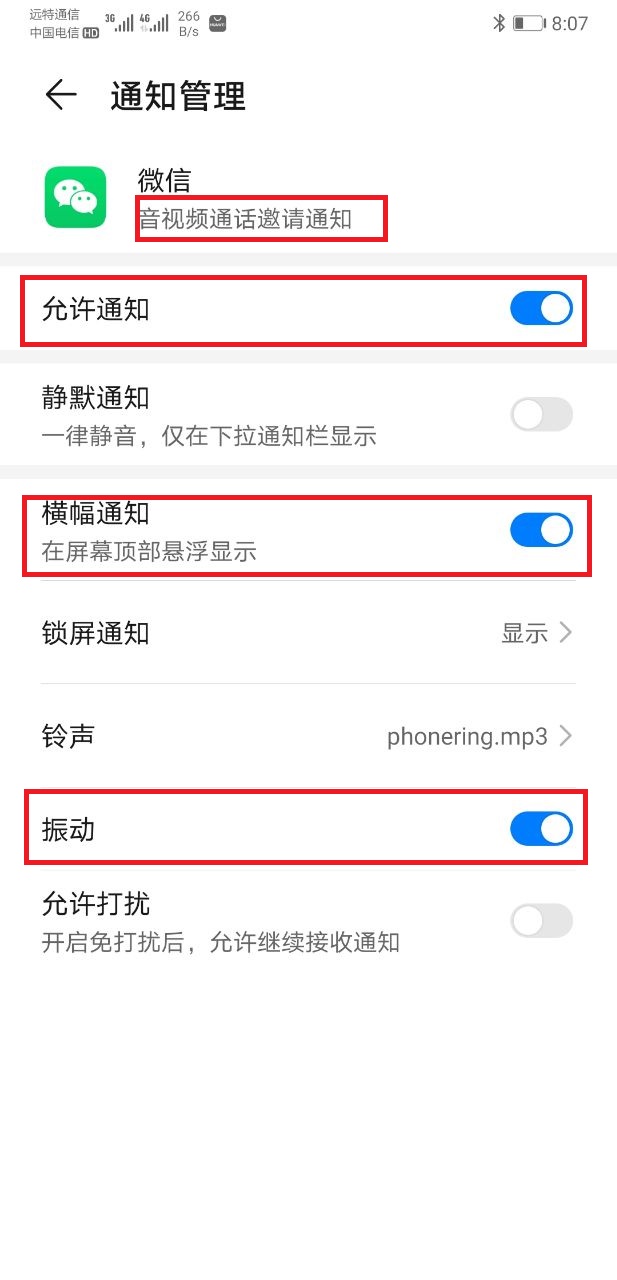 远特通信
中国电信 HD
3G 4G
266
B/s
HUAWEI
8:07
通知管理
微信
音视频通话邀请通知
允许通知
静默通知
一律静音，仅在下拉通知栏显示
横幅通知
在屏幕顶部悬浮显示
锁屏通知 显示
铃声 phonering.mp3
振动
允许打扰
开启免打扰后，允许继续接收通知